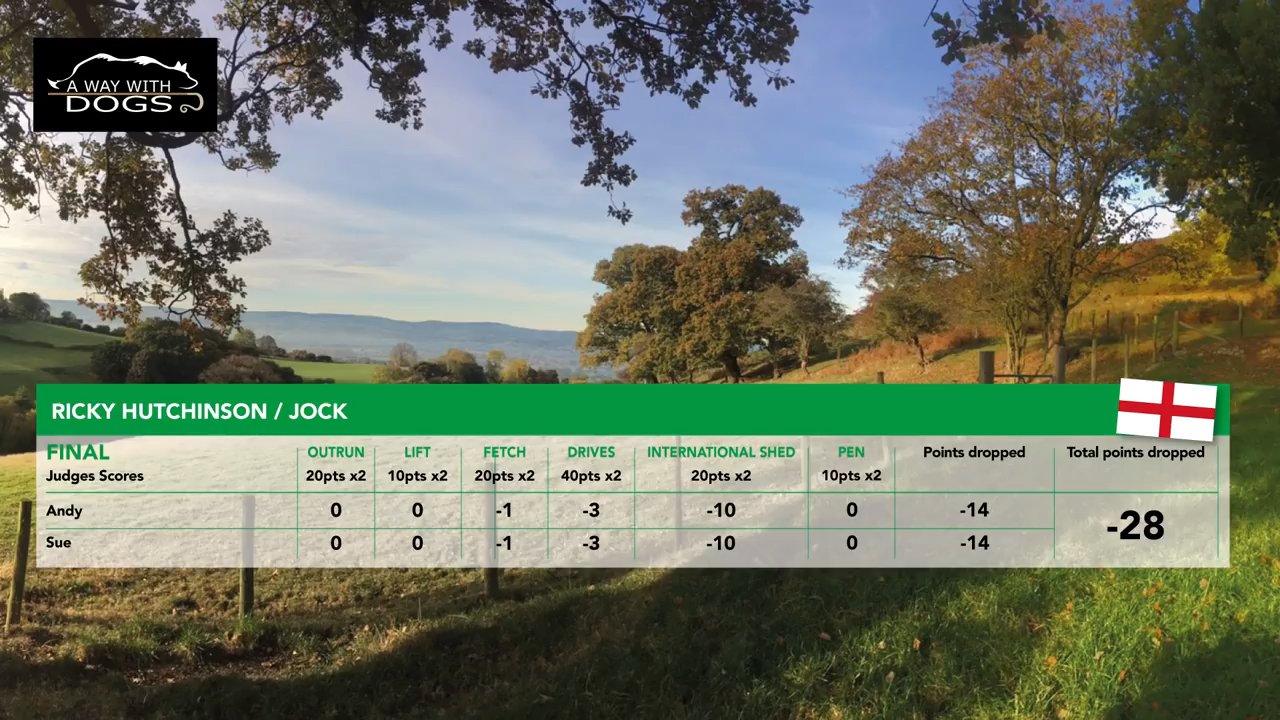 A WAY WITH
DOGS
RICKY HUTCHINSON / JOCK
FINAL OUTRUN LIFT FETCH DRIVES INTERNATIONAL SHED PEN Points dropped Total points dropped
Judges Scores 20pts x2 10pts x2 20pts x2 40pts x2 20pts x2 10pts x2
Andy 0 0 -1 -3 -10 0 -14
-28
Sue 0 0 -1 -3 -10 0 -14